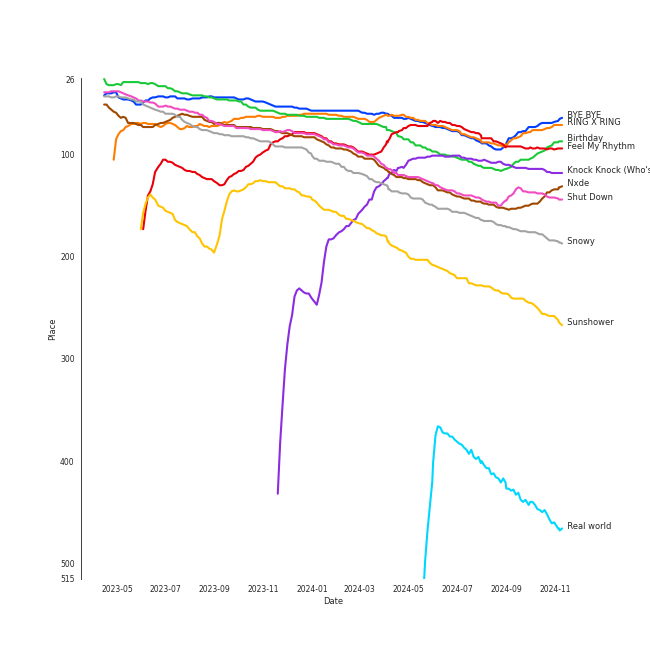 26
100
200
300
400
500
515
Place
2023-05
2023-07
2023-09
2023-11
2024-01
2024-03
2024-05
2024-07
2024-09
2024-11
Date
BYE BYE
RING X RING
Birthday
Feel My Rhythm
Knock Knock (Who's
Nxde
Shut Down
Snowy
Sunshower
Real world